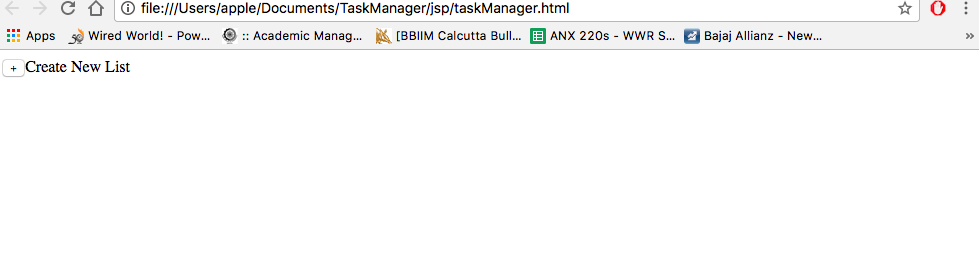 file:///Users/apple/Documents/TaskManager/jsp/taskManager.html
Apps Wired World! - Pow... :: Academic Manag... [BBIIM Calcutta Bull... ANX 220s - WWR S... Bajaj Allianz - New... »
+ Create New List